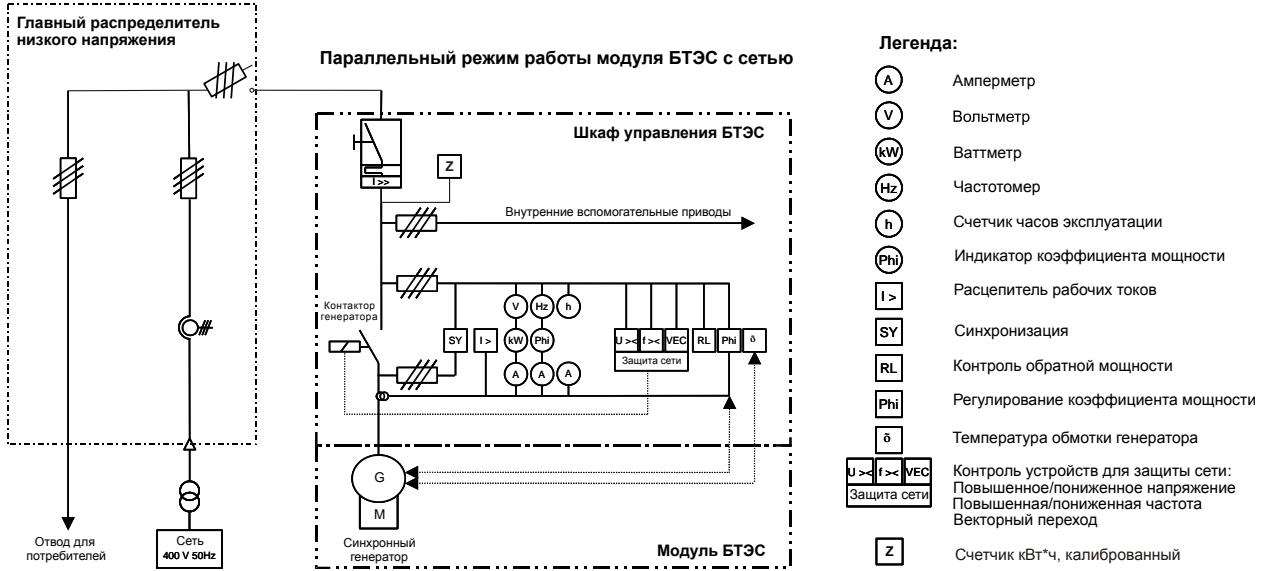 Главный распределитель
низкого напряжения
Параллельный режим работы модуля БТЭС с сетью
Шкаф управления БТЭС
I >>
Z
Внутренние вспомогательные приводы
Контактор
генератора
SY
I >
V
Hz
h
kW
Phi
A
A
A
U ><
f ><
VEC
Защита сети
RL
Phi
õ
G
M
Синхронный
генератор
Модуль БТЭС
Отвод для
потребителей
Сеть
400 V 50Hz
Легенда:
A Амперметр
V Вольтметр
kW Ваттметр
Hz Частотомер
h Счетчик часов эксплуатации
Phi Индикатор коэффициента мощности
I > Расцепитель рабочих токов
SY Синхронизация
RL Контроль обратной мощности
Phi Регулирование коэффициента мощности
õ Температура обмотки генератора
U >< f >< VEC Контроль устройств для защиты сети:
Защита сети Повышенное/пониженное напряжение
Повышенная/пониженная частота
Векторный переход
Z Счетчик кВт*ч, калиброванный